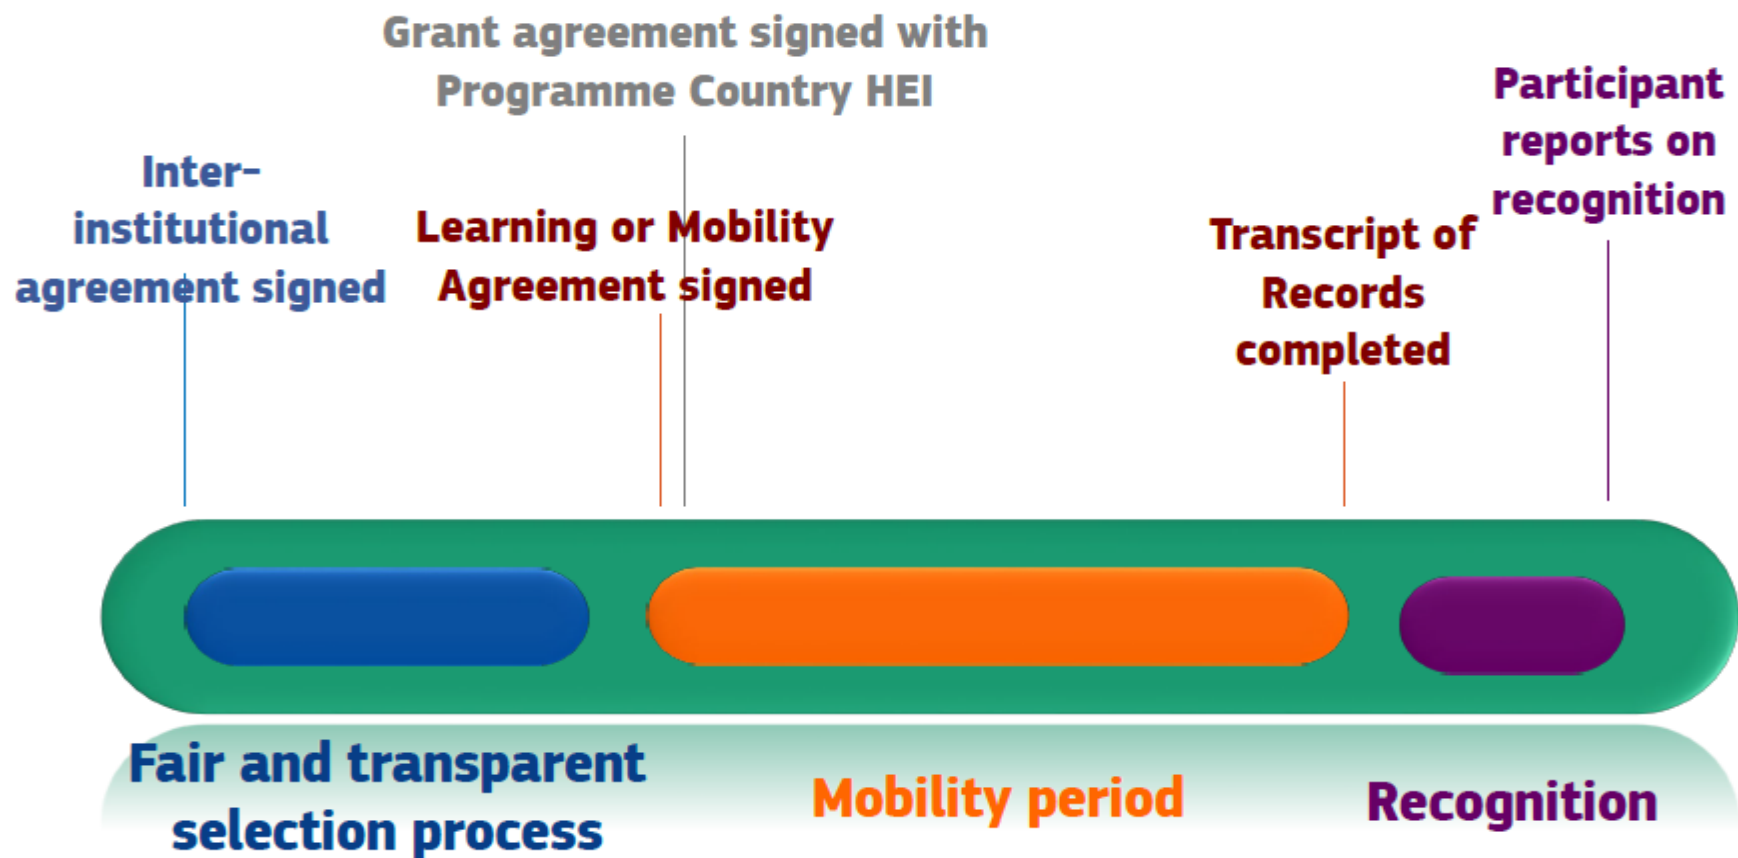 Grant agreement signed with
Programme Country HEI
Inter-
institutional
agreement signed
Learning or Mobility
Agreement signed
Transcript of
Records
completed
Participant
reports on
recognition
Fair and transparent
selection process
Mobility period
Recognition